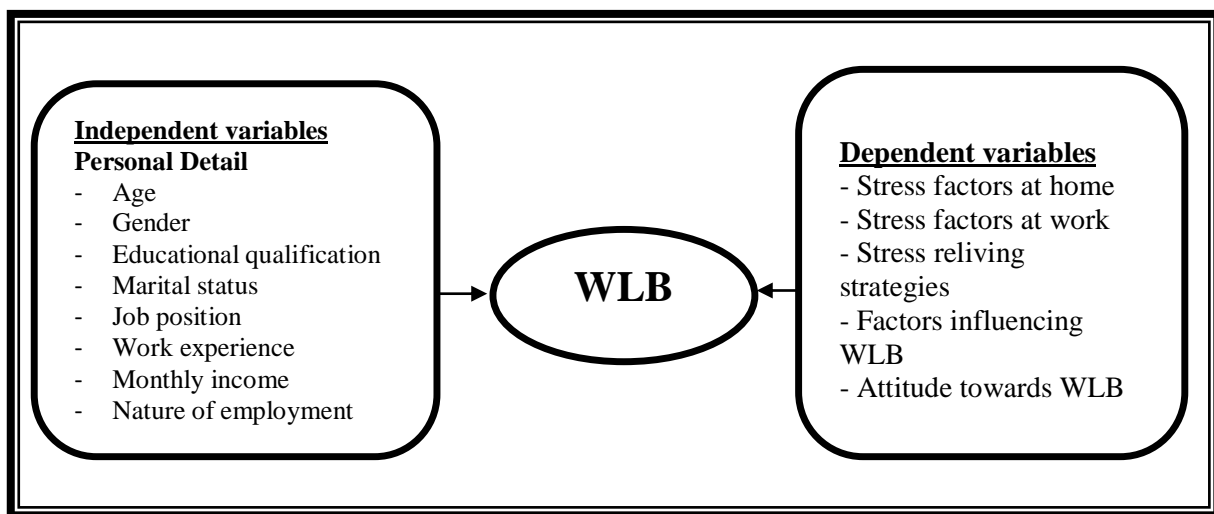 Independent variables
Personal Detail
- Age
- Gender
- Educational qualification
- Marital status
- Job position
- Work experience
- Monthly income
- Nature of employment
WLB
Dependent variables
- Stress factors at home
- Stress factors at work
- Stress reliving
strategies
- Factors influencing
WLB
- Attitude towards WLB